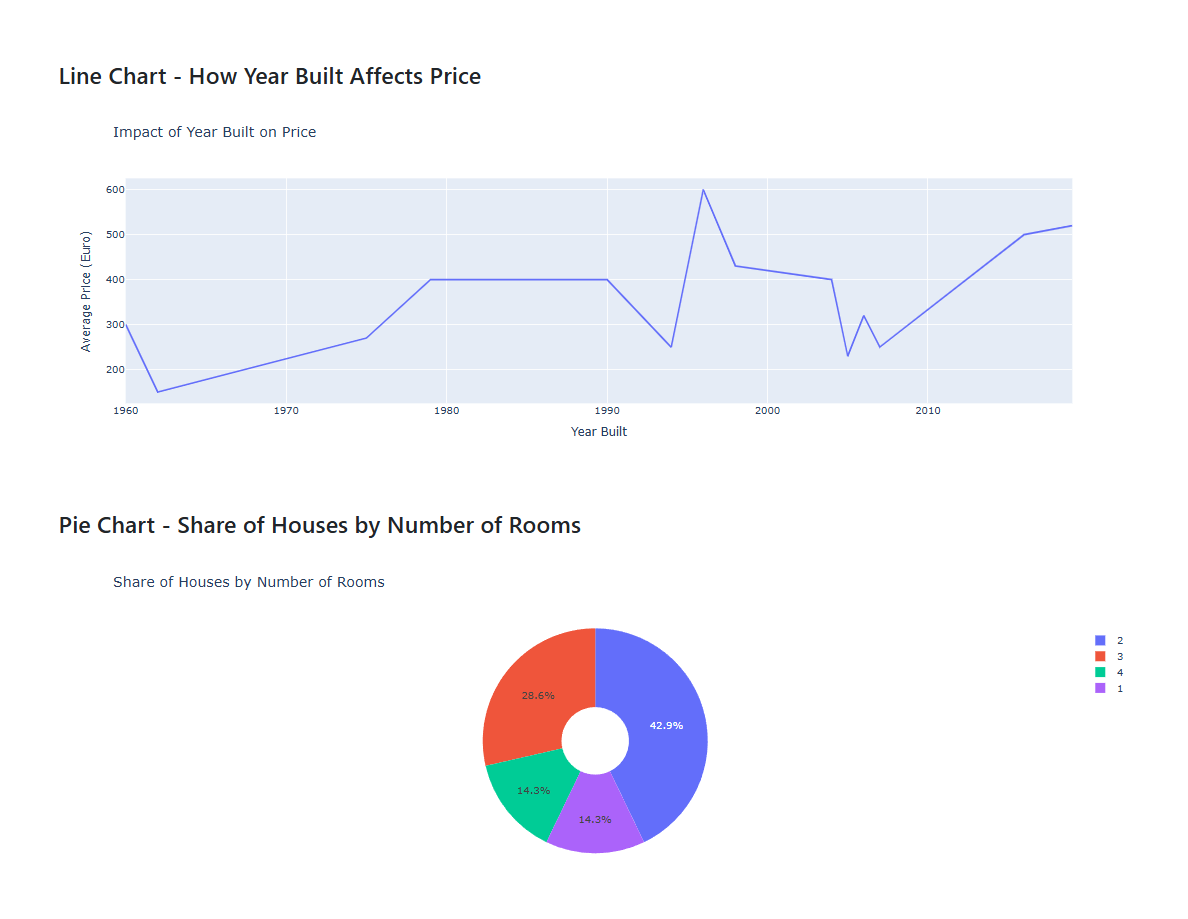 Line Chart - How Year Built Affects Price
Impact of Year Built on Price
600
500
400
300
200
Average Price (Euro)
1960 1970 1980 1990 2000 2010
Year Built
Pie Chart - Share of Houses by Number of Rooms
Share of Houses by Number of Rooms
2
3
4
1
28.6%
42.9%
14.3%
14.3%